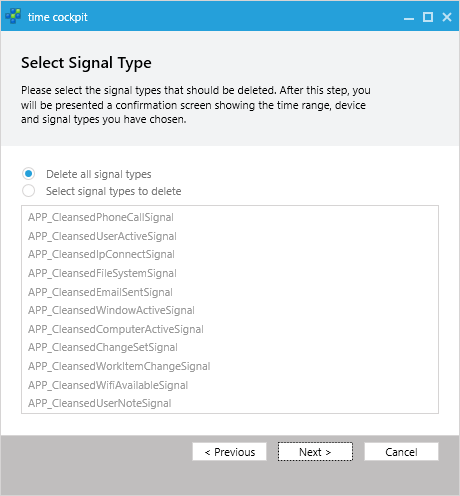 time cockpit
Select Signal Type
Please select the signal types that should be deleted. After this step, you
will be presented a confirmation screen showing the time range, device
and signal types you have chosen.
Delete all signal types
Select signal types to delete
APP_CleansedPhoneCallSignal
APP_CleansedUserActiveSignal
APP_CleansedIpConnectSignal
APP_CleansedFileSystemSignal
APP_CleansedEmailSentSignal
APP_CleansedWindowActiveSignal
APP_CleansedComputerActiveSignal
APP_CleansedChangeSetSignal
APP_CleansedWorkItemChangeSignal
APP_CleansedWifiAvailableSignal
APP_CleansedUserNoteSignal
< Previous Next > Cancel